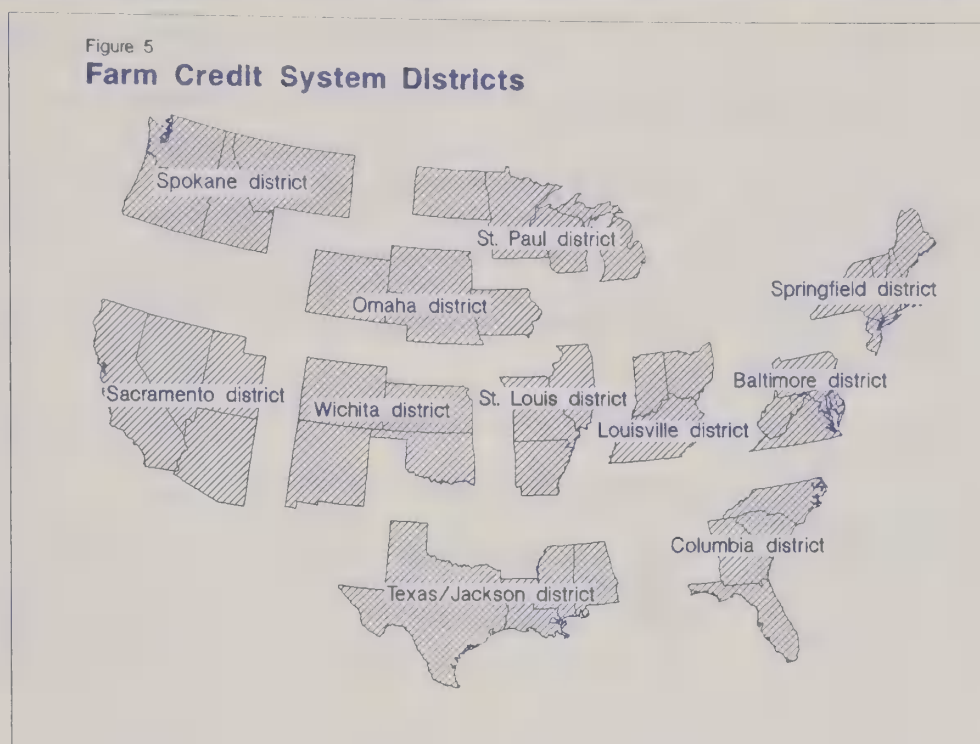 Figure 5
Farm Credit System Districts
Spokane district
St. Paul district
Springfield district
Omaha district
Baltimore district
Sacramento district
Wichita district
St. Louis district
Louisville district
Columbia district
Texas/Jackson district